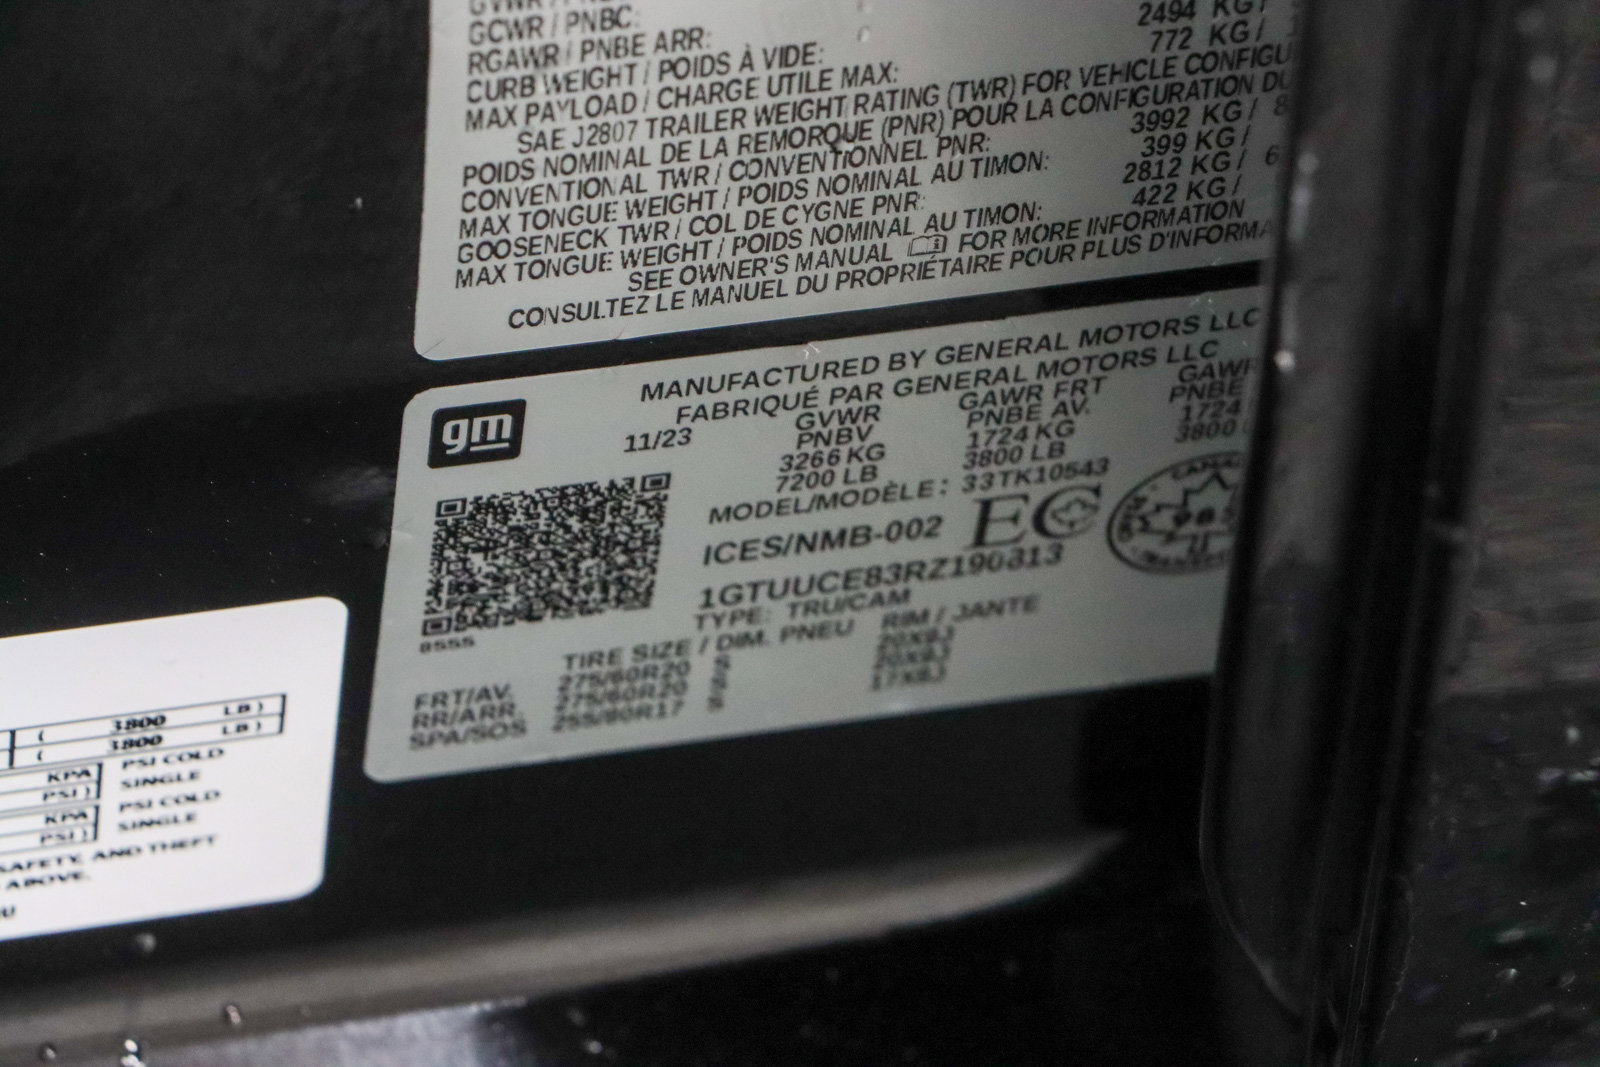 GCWR / PNBC:
RGAWR / PNBE ARR:
CURB WEIGHT / POIDS À VIDE: 2494 KG /
MAX PAYLOAD / CHARGE UTILE MAX: 772 KG /
SAE J2807 TRAILER WEIGHT RATING (TWR) FOR VEHICLE CONFIGU
POIDS NOMINAL DE LA REMORQUE (PNR) POUR LA CONFIGURATION DU
CONVENTIONAL TWR / CONVENTIONNEL PNR: 3992 KG / 8
MAX TONGUE WEIGHT / POIDS NOMINAL AU TIMON: 399 KG /
GOOSENECK TWR / COL DE CYGNE PNR: 2812 KG / 6
MAX TONGUE WEIGHT / POIDS NOMINAL AU TIMON: 422 KG /
SEE OWNER'S MANUAL FOR MORE INFORMATION
CONSULTEZ LE MANUEL DU PROPRIÉTAIRE POUR PLUS D'INFORMA
MANUFACTURED BY GENERAL MOTORS LLC
FABRIQUÉ PAR GENERAL MOTORS LLC
gm
11/23
GVWR GAWR FRT GAWR
PNBV PNBE AV. PNBE
3266 KG 1724 KG 1724
7200 LB 3800 LB 3800
MODEL/MODÈLE: 33TK10543
ICES/NMB-002 EC
1GTUUCE83RZ190313
TYPE: TRU/CAM
8555
TIRE SIZE / DIM. PNEU RIM / JANTE
FRT/AV. 275/60R20 S 20X9J
RR/ARR. 275/60R20 S 20X9J
SPA/SOS 255/80R17 S 17X8J
( 3800 LB )
( 3800 LB )
KPA PSI COLD
PSI ) SINGLE
KPA PSI COLD
PSI ) SINGLE
SAFETY, AND THEFT
ABOVE.